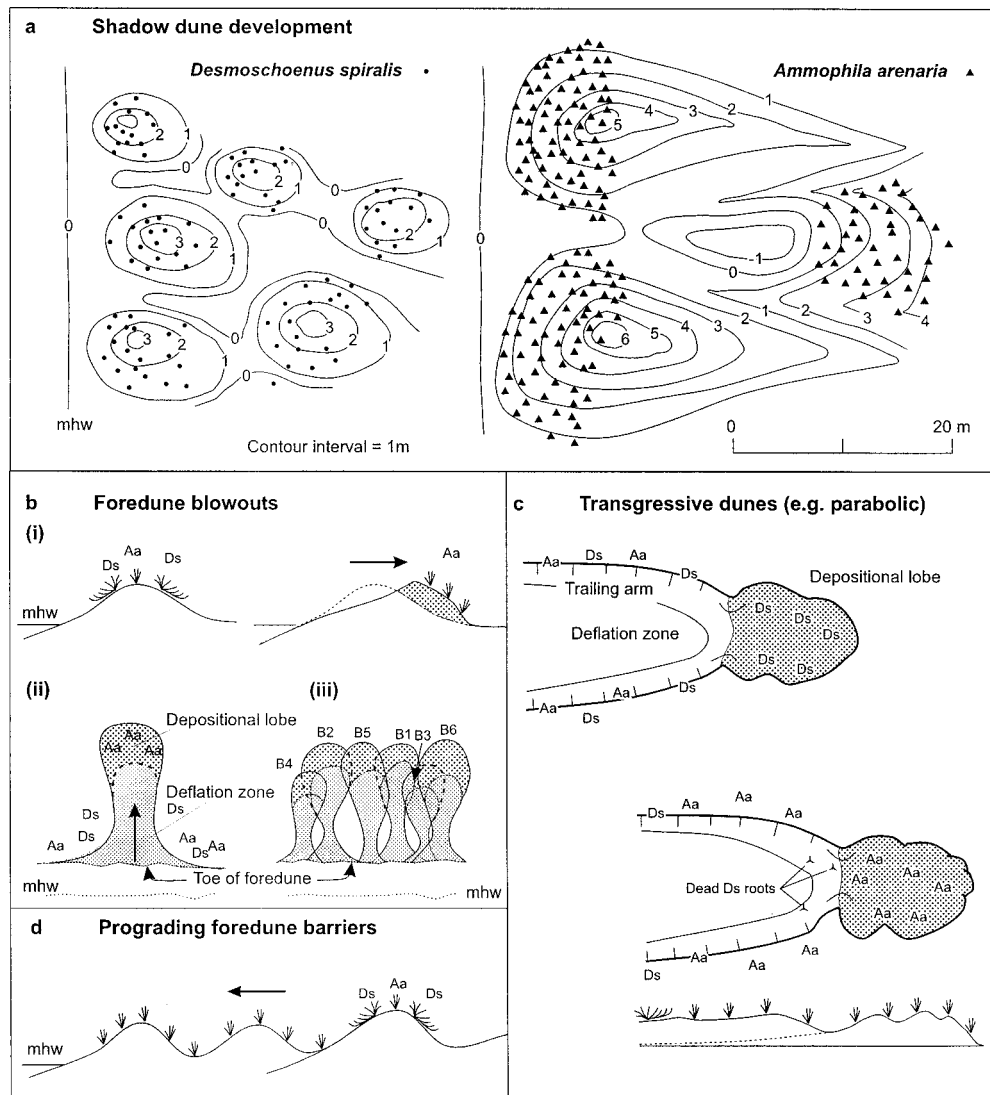 a Shadow dune development
Desmoschoenus spiralis
Ammophila arenaria
2
1
0
2
1
0
2
1
0
3
2
1
0
3
2
1
0
3
2
1
0
mhw
Contour interval = 1m
0
5
4
3
2
1
-1
0
1
2
3
4
6
5
4
3
2
1
0 20 m
b Foredune blowouts
(i)
Ds Aa Ds
mhw
Aa
(ii)
Depositional lobe
Aa
Aa Aa
Deflation zone
Ds
Ds
Ds
Aa
Aa
Ds
Aa
Toe of foredune
mhw
(iii)
B4
B2
B5
B1
B3
B6
mhw
c Transgressive dunes (e.g. parabolic)
Aa Ds Aa
Ds
Trailing arm
Depositional lobe
Deflation zone
Ds
Ds
Ds
Ds
Ds
Aa
Ds
Aa
Ds
Ds
Aa
Aa
Aa
Dead Ds roots
Aa
Aa
Aa
Aa
Aa
Aa
Aa
Ds
Aa
Aa
Aa
d Prograding foredune barriers
Ds Aa Ds
mhw